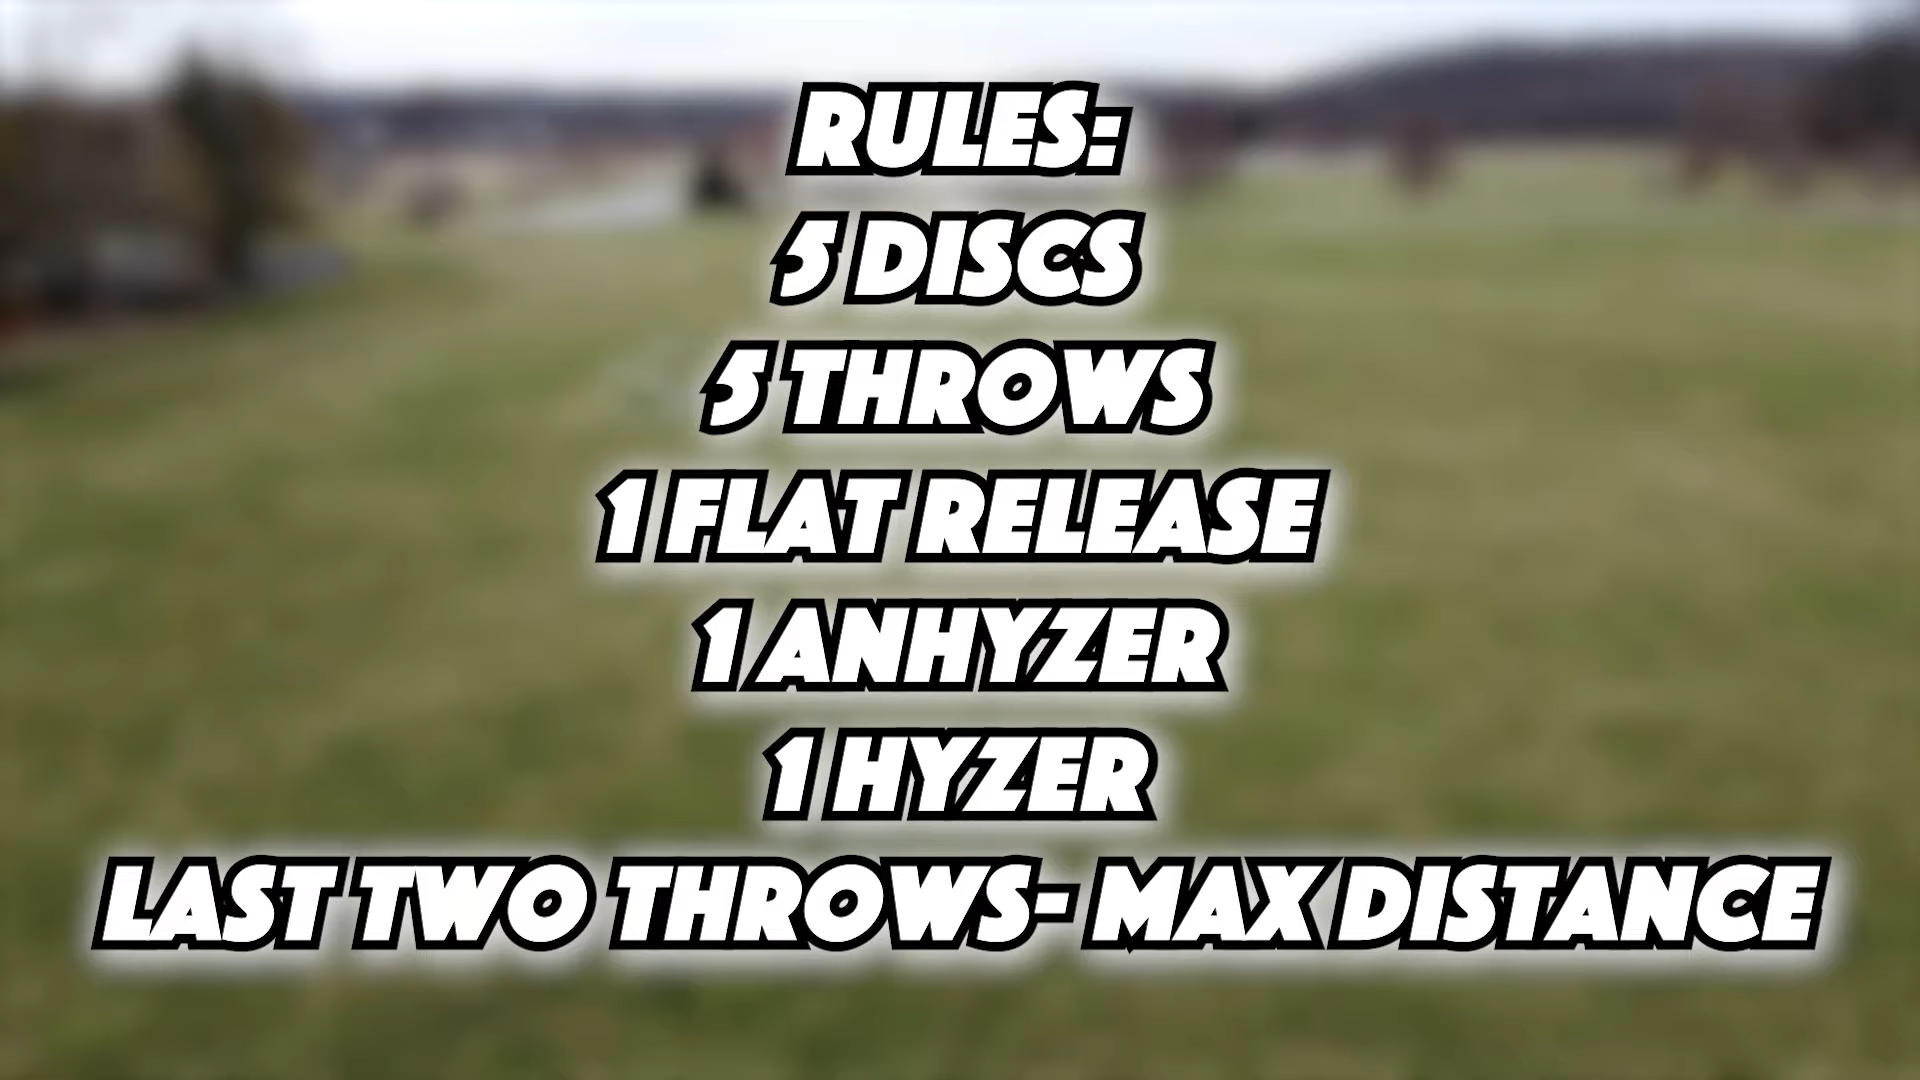 RULES:
5 DISCS
5 THROWS
1 FLAT RELEASE
1 ANHYZER
1 HYZER
LAST TWO THROWS- MAX DISTANCE